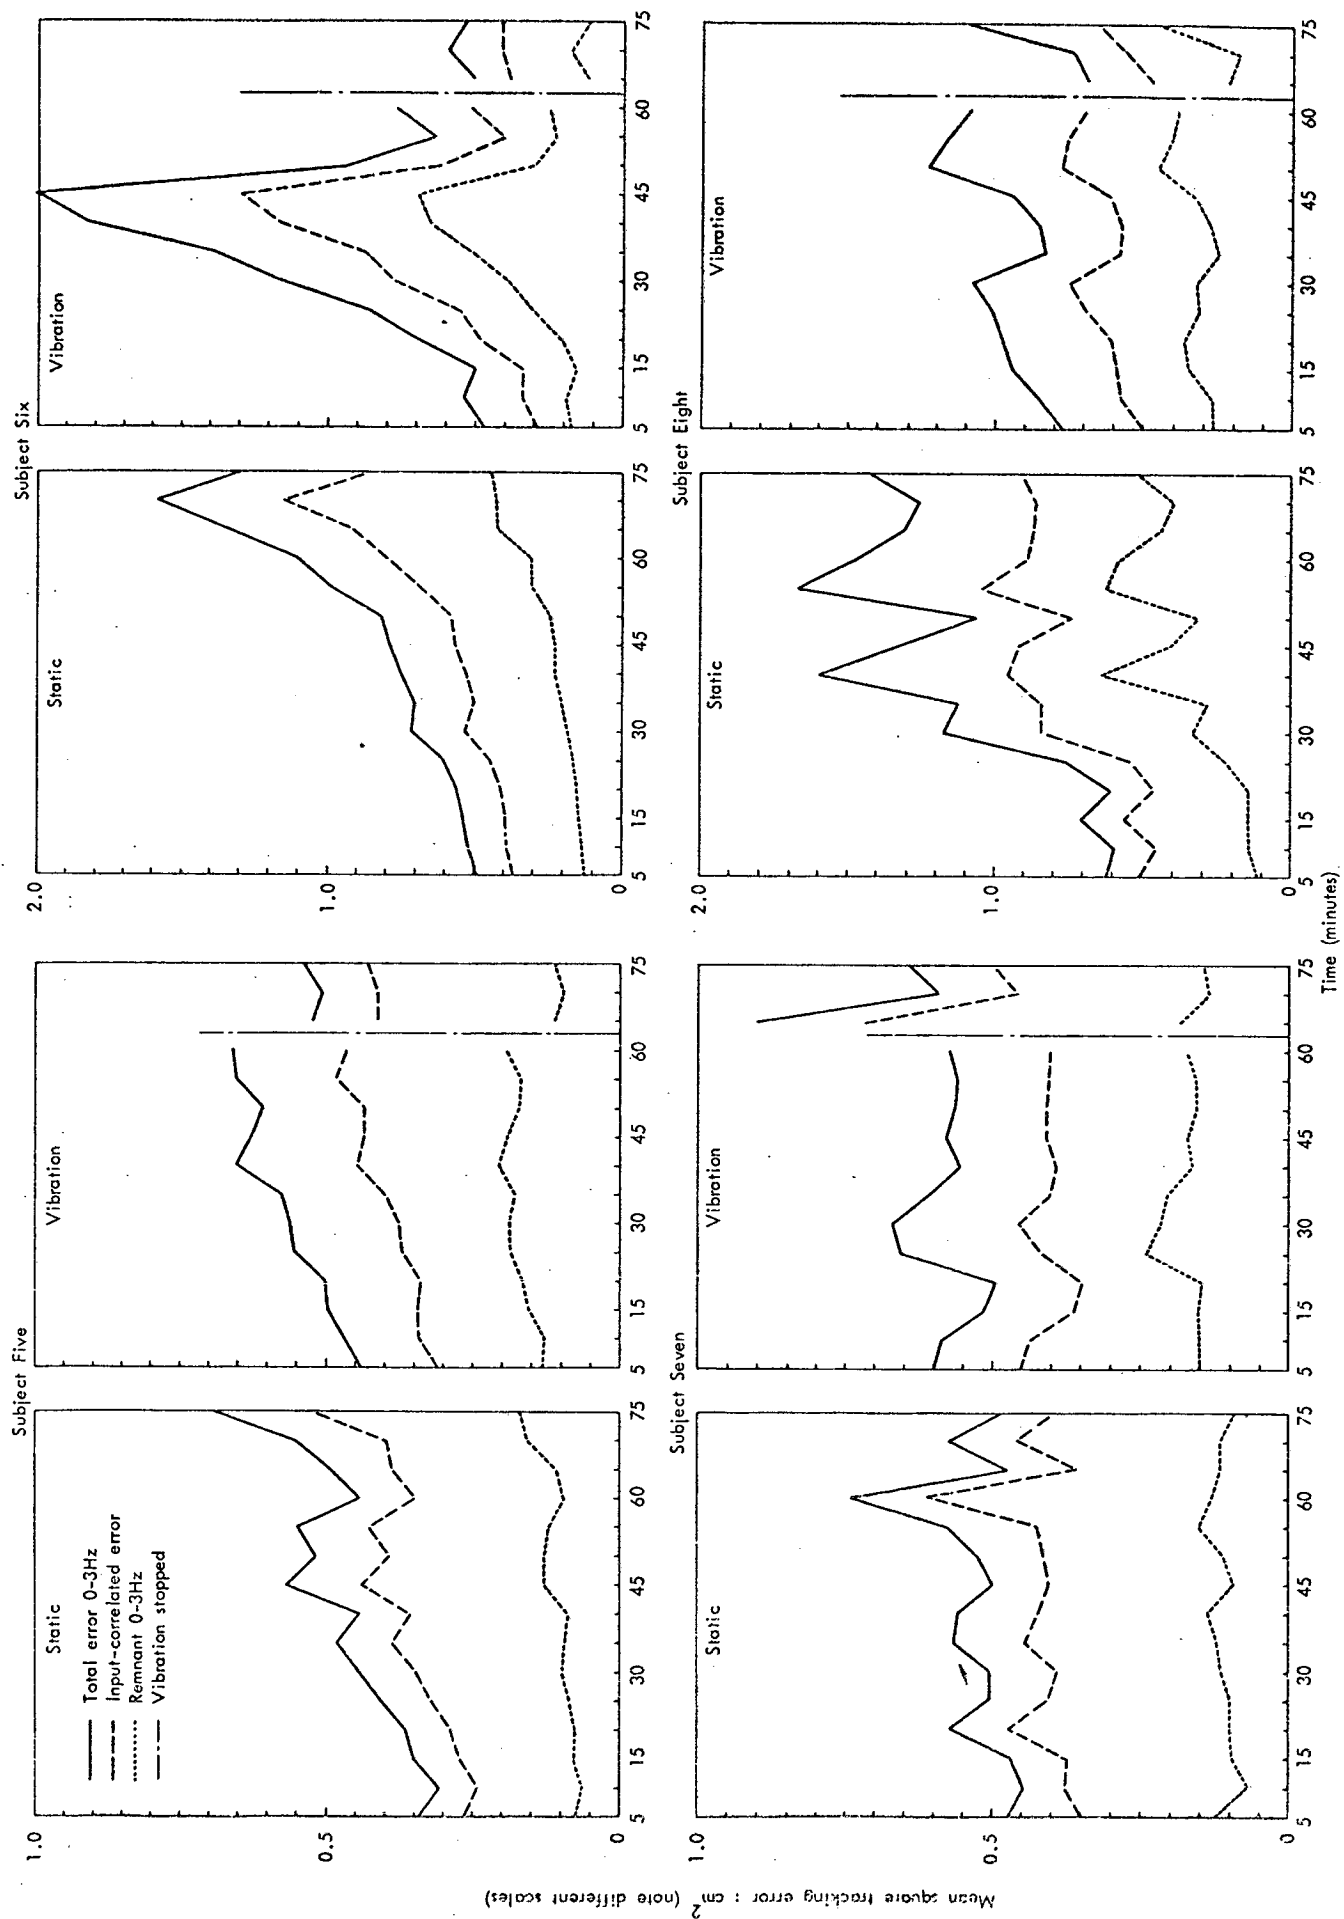 Subject Five
Static
Total error 0-3Hz
Input-correlated error
Remnant 0-3Hz
Vibration stopped
1.0
0.5
0
5 15 30 45 60 75
Vibration
5 15 30 45 60 75
Subject Six
Static
2.0
1.0
0
5 15 30 45 60 75
Vibration
5 15 30 45 60 75
Subject Seven
Static
1.0
0.5
0
5 15 30 45 60 75
Vibration
5 15 30 45 60 75
Subject Eight
Static
2.0
1.0
0
5 15 30 45 60 75
Vibration
5 15 30 45 60 75
Mean square tracking error : cm² (note different scales)
Time (minutes)